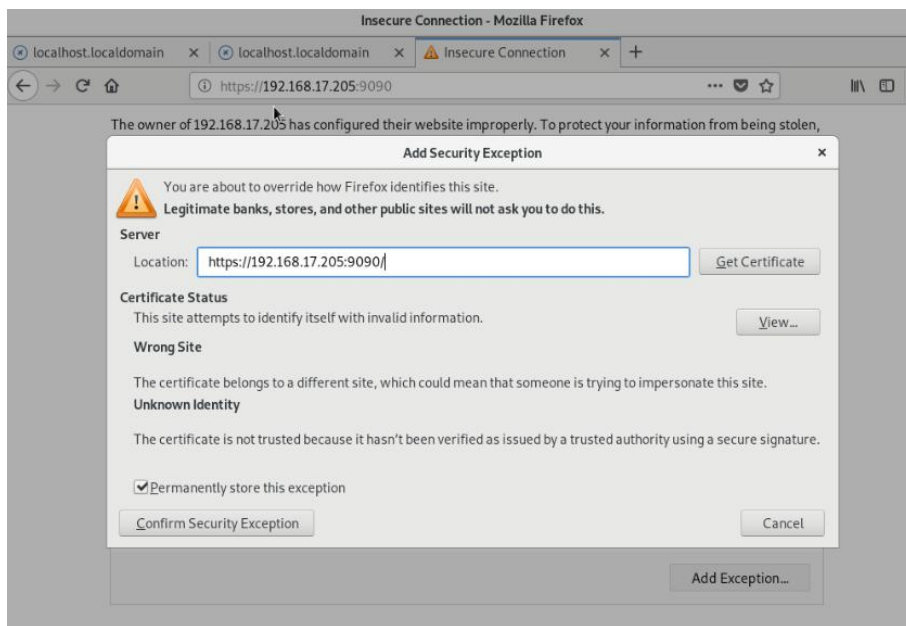 Insecure Connection - Mozilla Firefox
localhost.localdomain × localhost.localdomain × Insecure Connection × +
https://192.168.17.205:9090
The owner of 192.168.17.205 has configured their website improperly. To protect your information from being stolen,
Add Security Exception ×
You are about to override how Firefox identifies this site.
Legitimate banks, stores, and other public sites will not ask you to do this.
Server
Location: https://192.168.17.205:9090/ Get Certificate
Certificate Status
This site attempts to identify itself with invalid information.
View...
Wrong Site
The certificate belongs to a different site, which could mean that someone is trying to impersonate this site.
Unknown Identity
The certificate is not trusted because it hasn't been verified as issued by a trusted authority using a secure signature.
Permanently store this exception
Confirm Security Exception Cancel
Add Exception...